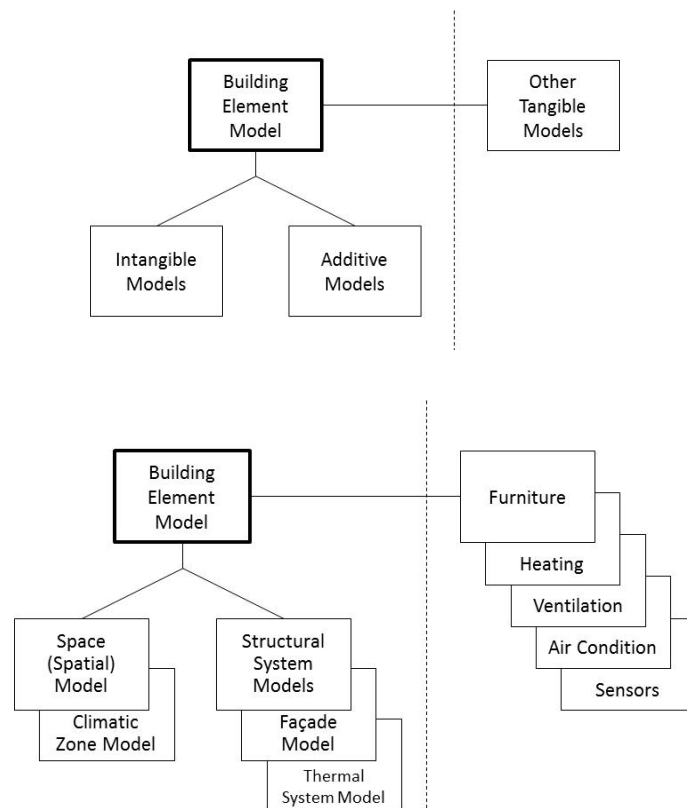 Building
Element
Model
Other
Tangible
Models
Intangible
Models
Additive
Models
Building
Element
Model
Furniture
Heating
Ventilation
Air Condition
Sensors
Space
(Spatial)
Model
Climatic
Zone Model
Structural
System
Models
Façade
Model
Thermal
System Model